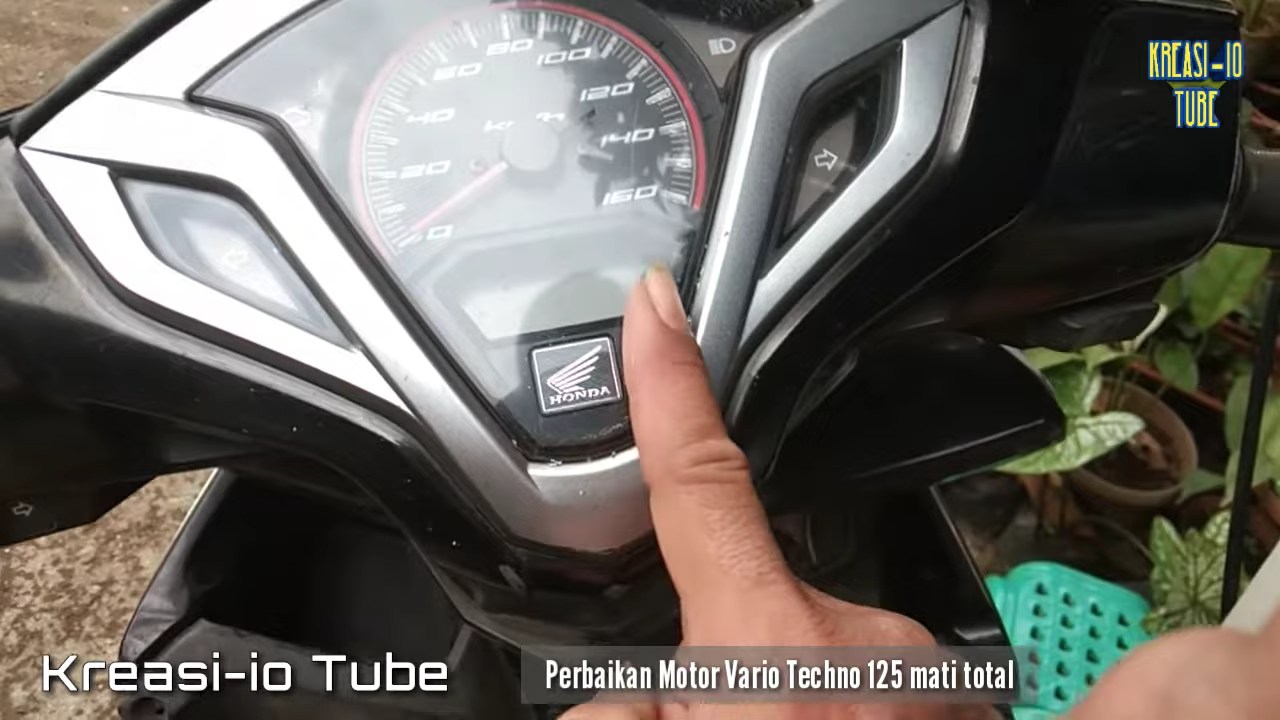 KREASI-IO
TUBE
80
100
60
120
40
km/h
140
20
160
0
HONDA
Kreasi-io Tube
Perbaikan Motor Vario Techno 125 mati total